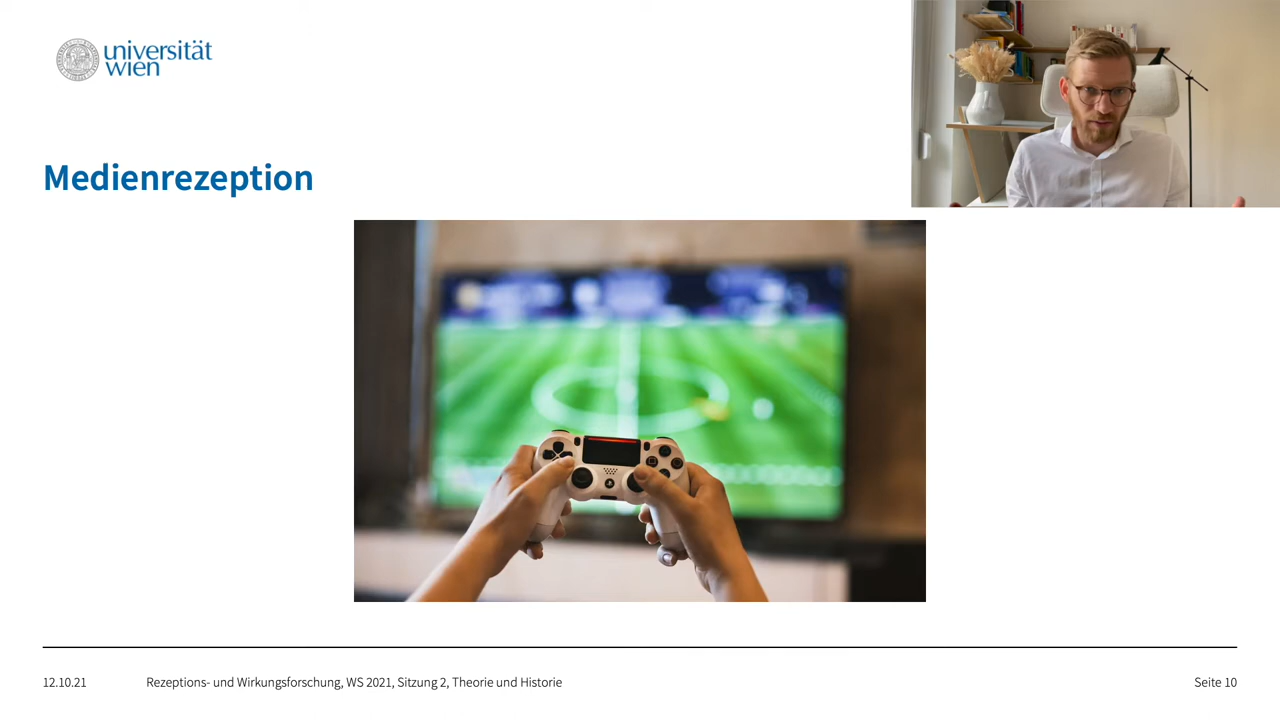 universität
wien
Medienrezeption
12.10.21 Rezeptions- und Wirkungsforschung, WS 2021, Sitzung 2, Theorie und Historie Seite 10